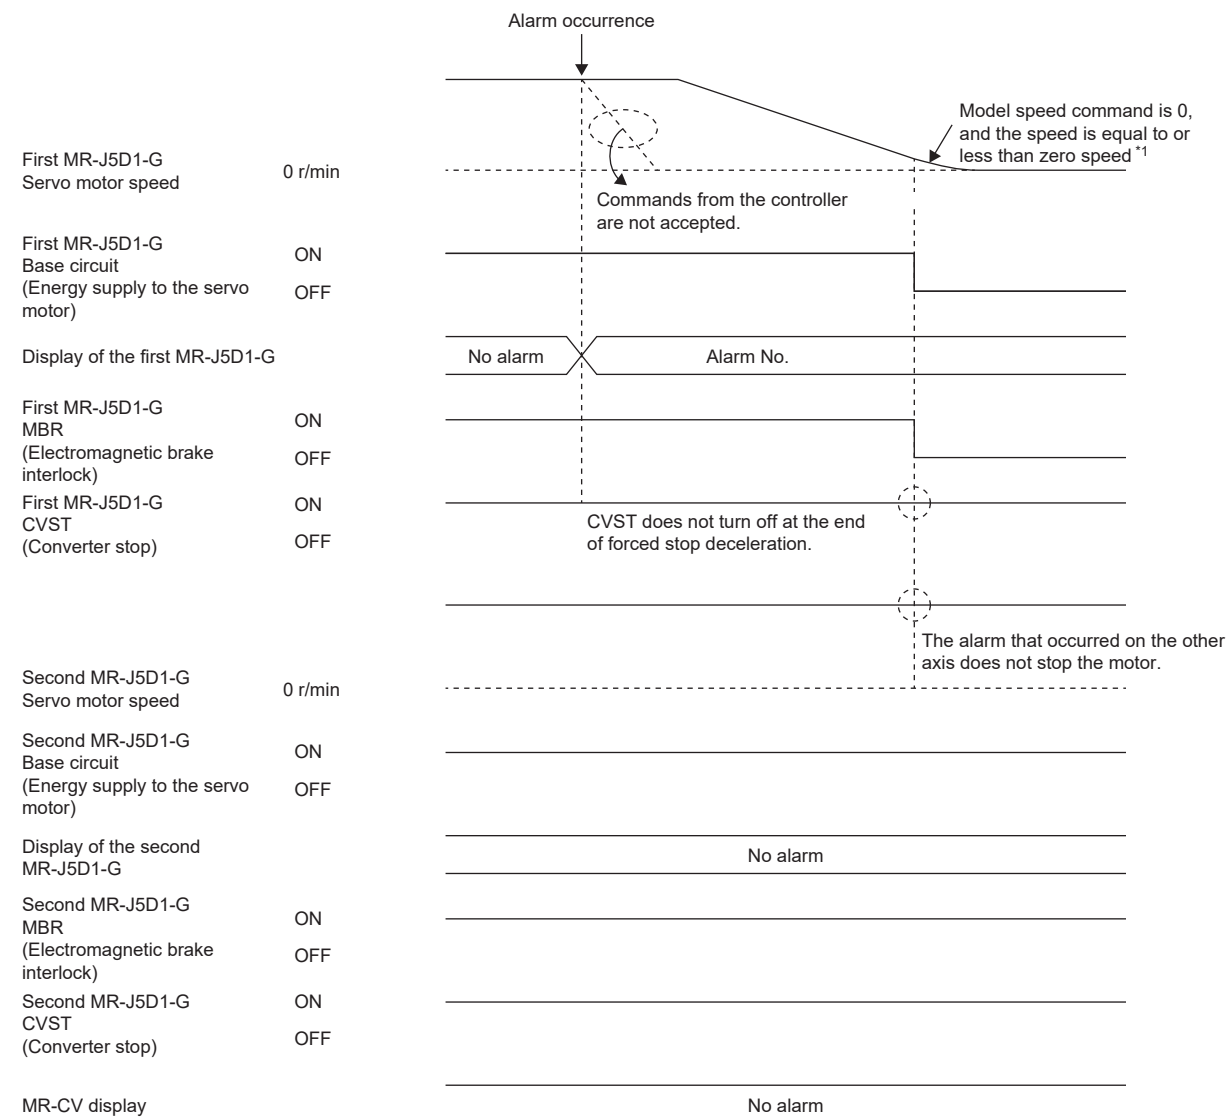 Alarm occurrence
Model speed command is 0,
and the speed is equal to or
less than zero speed *1
First MR-J5D1-G
Servo motor speed
0 r/min
Commands from the controller
are not accepted.
First MR-J5D1-G
Base circuit
(Energy supply to the servo
motor)
ON
OFF
Display of the first MR-J5D1-G
No alarm
Alarm No.
First MR-J5D1-G
MBR
(Electromagnetic brake
interlock)
ON
OFF
First MR-J5D1-G
CVST
(Converter stop)
ON
OFF
CVST does not turn off at the end
of forced stop deceleration.
The alarm that occurred on the other
axis does not stop the motor.
Second MR-J5D1-G
Servo motor speed
0 r/min
Second MR-J5D1-G
Base circuit
(Energy supply to the servo
motor)
ON
OFF
Display of the second
MR-J5D1-G
No alarm
Second MR-J5D1-G
MBR
(Electromagnetic brake
interlock)
ON
OFF
Second MR-J5D1-G
CVST
(Converter stop)
ON
OFF
MR-CV display
No alarm